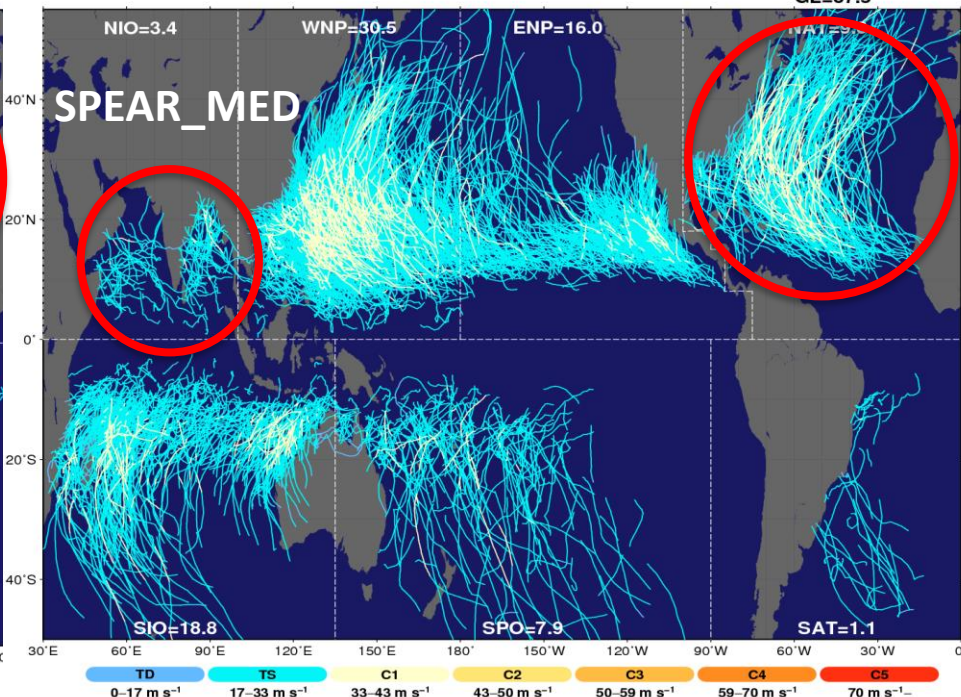 NIO=3.4 WNP=30.5 ENP=16.0
SPEAR_MED
40°N
20°N
0°
20°S
40°S
SIO=18.8 SPO=7.9 SAT=1.1
30°E 60°E 90°E 120°E 150°E 180° 150°W 120°W 90°W 60°W 30°W
TD TS C1 C2 C3 C4 C5
0–17 m s⁻¹ 17–33 m s⁻¹ 33–43 m s⁻¹ 43–50 m s⁻¹ 50–59 m s⁻¹ 59–70 m s⁻¹ 70 m s⁻¹–